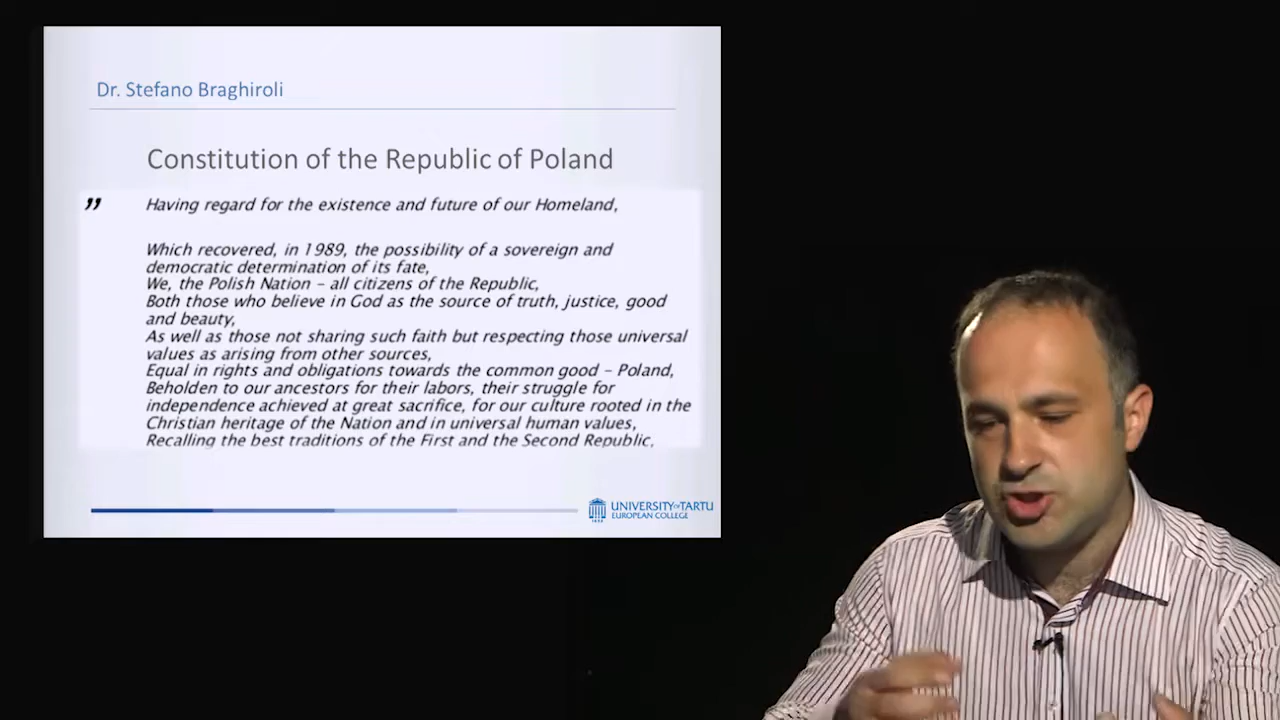 Dr. Stefano Braghiroli
Constitution of the Republic of Poland
” Having regard for the existence and future of our Homeland,
Which recovered, in 1989, the possibility of a sovereign and
democratic determination of its fate,
We, the Polish Nation – all citizens of the Republic,
Both those who believe in God as the source of truth, justice, good
and beauty,
As well as those not sharing such faith but respecting those universal
values as arising from other sources,
Equal in rights and obligations towards the common good – Poland,
Beholden to our ancestors for their labors, their struggle for
independence achieved at great sacrifice, for our culture rooted in the
Christian heritage of the Nation and in universal human values,
Recalling the best traditions of the First and the Second Republic,
UNIVERSITY OF TARTU
EUROPEAN COLLEGE
1632